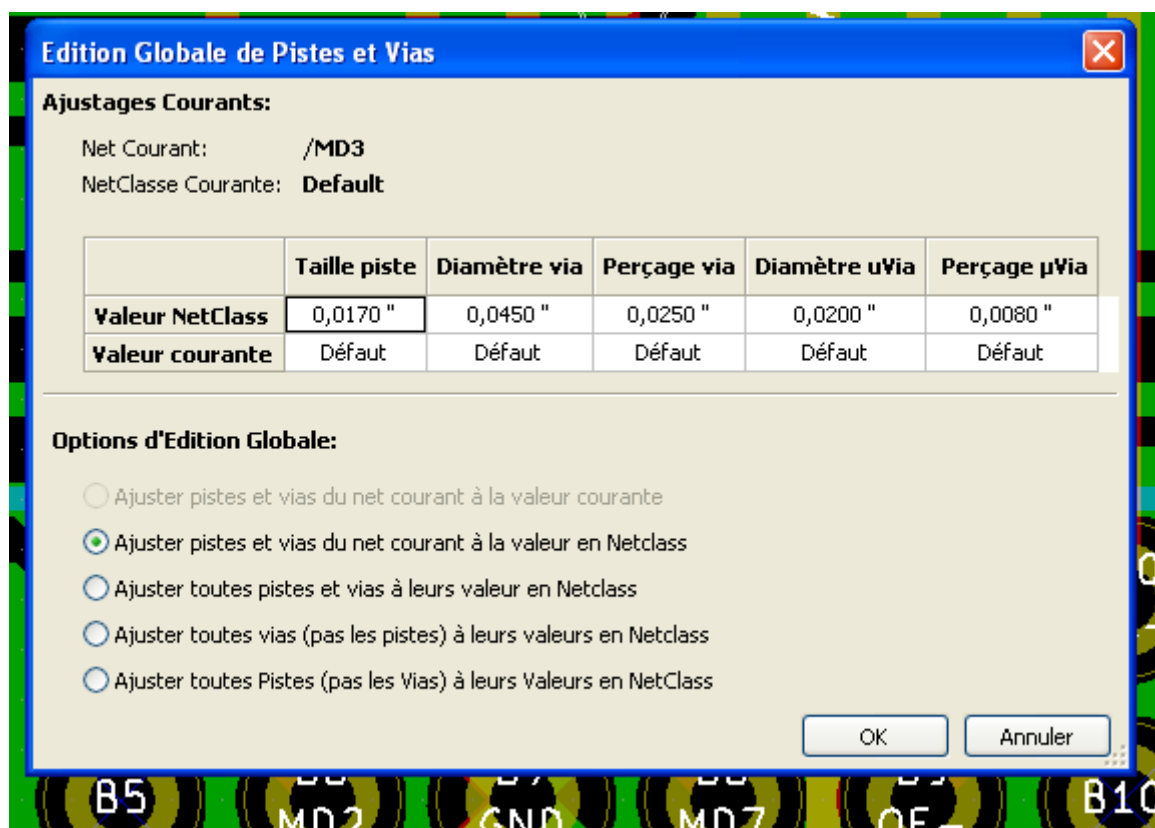 Edition Globale de Pistes et Vias
Ajustages Courants:
Net Courant: /MD3
NetClasse Courante: Default
Taille piste Diamètre via Perçage via Diamètre uVia Perçage µVia
Valeur NetClass 0,0170 " 0,0450 " 0,0250 " 0,0200 " 0,0080 "
Valeur courante Défaut Défaut Défaut Défaut Défaut
Options d'Edition Globale:
Ajuster pistes et vias du net courant à la valeur courante
Ajuster pistes et vias du net courant à la valeur en Netclass
Ajuster toutes pistes et vias à leurs valeur en Netclass
Ajuster toutes vias (pas les pistes) à leurs valeurs en Netclass
Ajuster toutes Pistes (pas les Vias) à leurs Valeurs en NetClass
OK Annuler
B5 B10
MD2 GND MD7 OE-